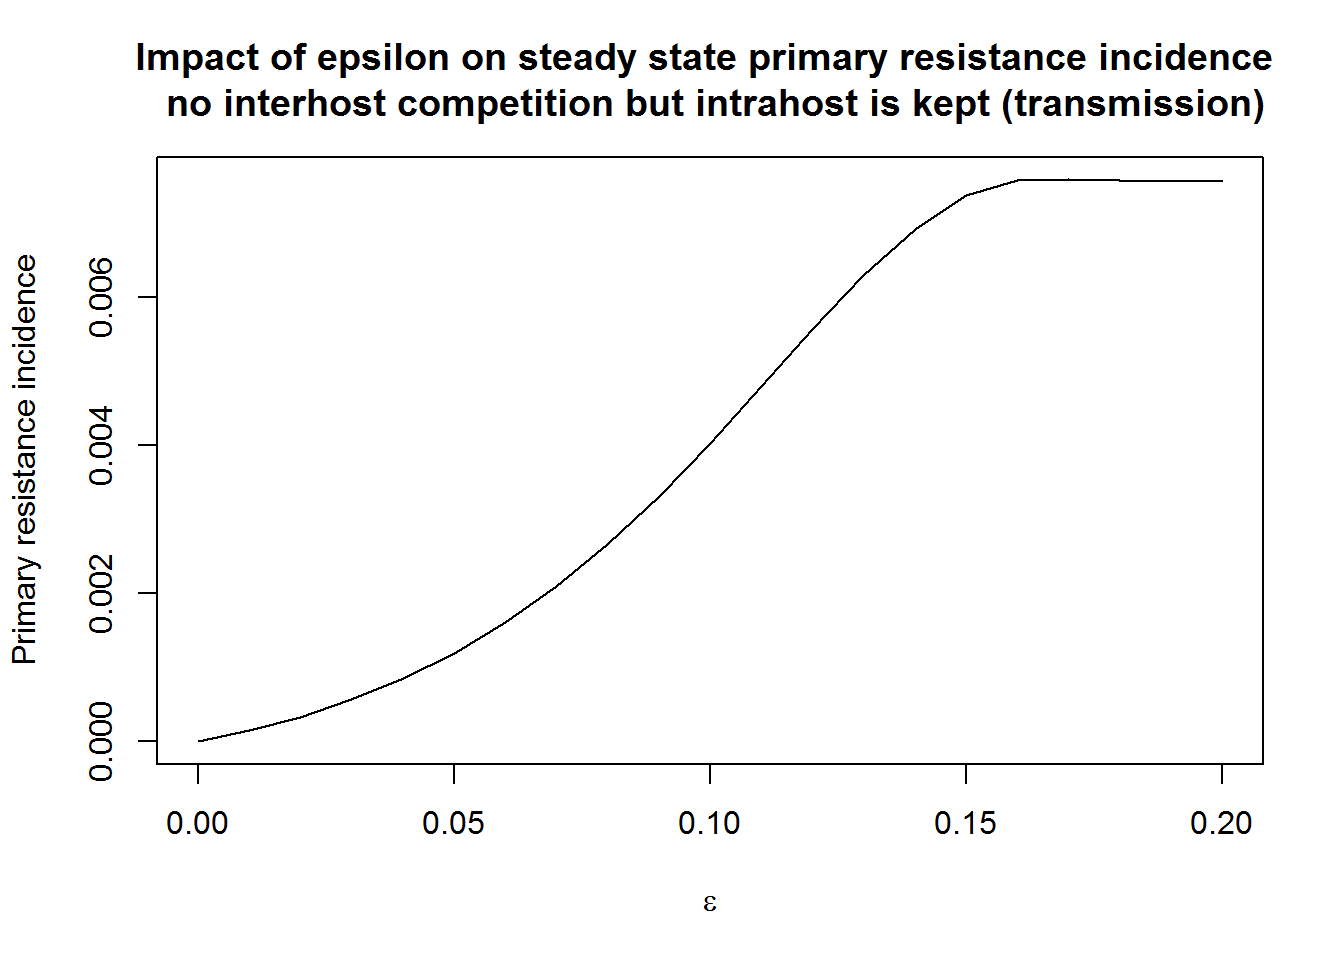 Impact of epsilon on steady state primary resistance incidence
no interhost competition but intrahost is kept (transmission)
Primary resistance incidence
0.006
0.004
0.002
0.000
0.00 0.05 0.10 0.15 0.20
ε